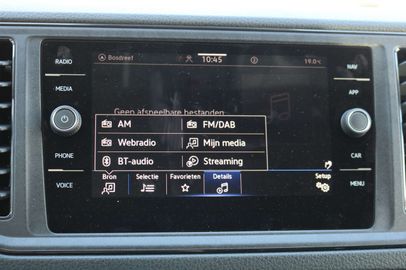 RADIO
MEDIA
PHONE
VOICE
Bosdreef
10:45
19.0
Geen afspeelbare bestanden
AM
FM/DAB
Webradio
Mijn media
BT-audio
Streaming
Bron
Selectie
Favorieten
Details
Setup
NAV
APP
CAR
MENU